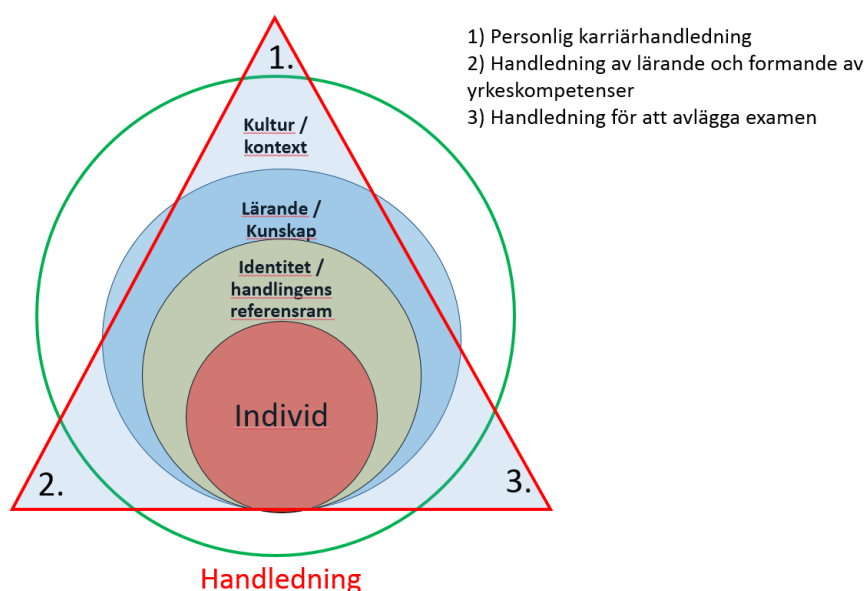 1) Personlig karriärhandledning
2) Handledning av lärande och formande av
yrkeskompetenser
3) Handledning för att avlägga examen
1.
Kultur /
kontext
Lärande /
Kunskap
Identitet /
handlingens
referensram
Individ
2.
3.
Handledning